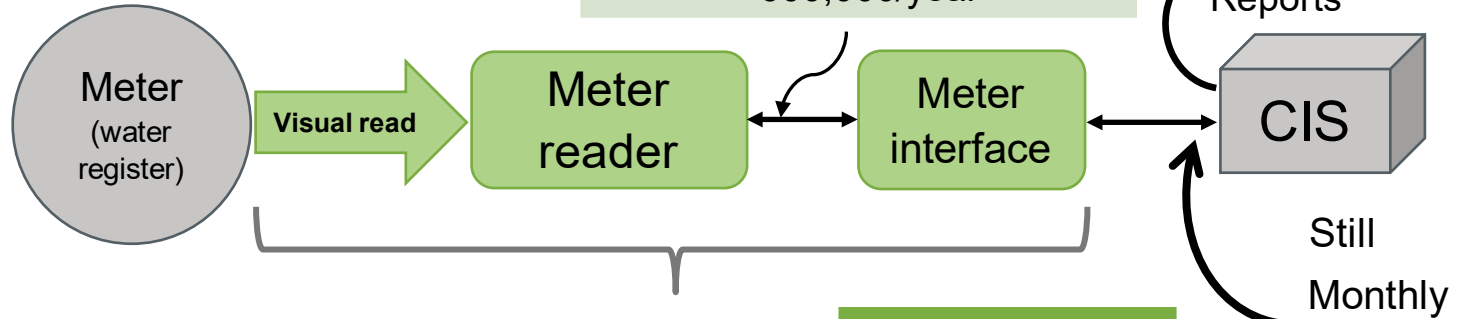 Reports
Meter
(water
register)
Visual read
Meter
reader
Meter
interface
CIS
Still
Monthly